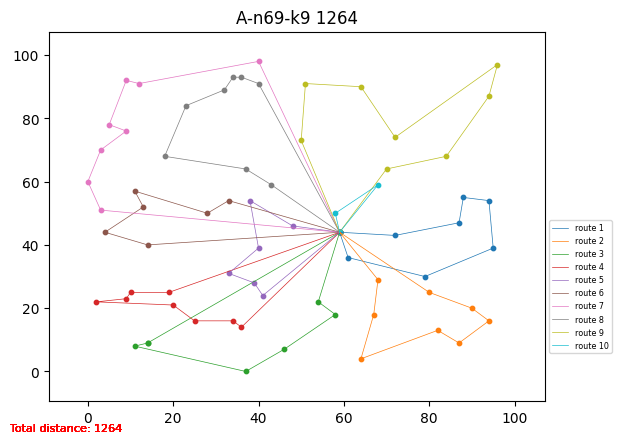 A-n69-k9 1264
100
80
60
40
20
0
0 20 40 60 80 100
route 1
route 2
route 3
route 4
route 5
route 6
route 7
route 8
route 9
route 10
Total distance: 1264